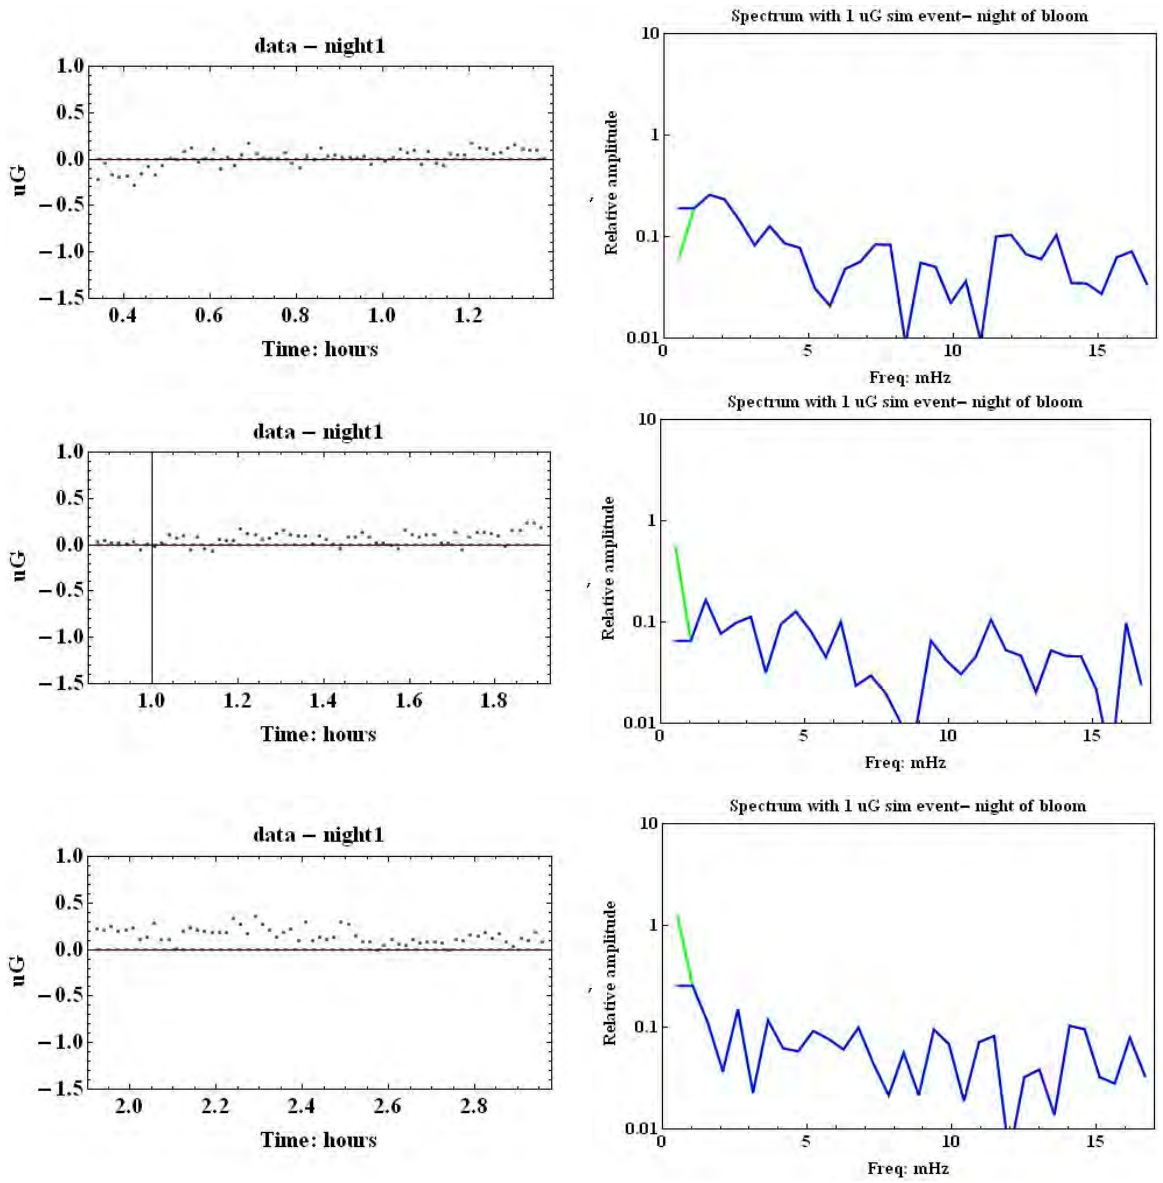 data – night1
1.0
0.5
0.0
−0.5
−1.0
−1.5
uG
0.4 0.6 0.8 1.0 1.2
Time: hours
Spectrum with 1 uG sim event– night of bloom
10
1
0.1
0.01
Relative amplitude
0 5 10 15
Freq: mHz
data – night1
1.0
0.5
0.0
−0.5
−1.0
−1.5
uG
1.0 1.2 1.4 1.6 1.8
Time: hours
Spectrum with 1 uG sim event– night of bloom
10
1
0.1
0.01
Relative amplitude
0 5 10 15
Freq: mHz
data – night1
1.0
0.5
0.0
−0.5
−1.0
−1.5
uG
2.0 2.2 2.4 2.6 2.8
Time: hours
Spectrum with 1 uG sim event– night of bloom
10
1
0.1
0.01
Relative amplitude
0 5 10 15
Freq: mHz